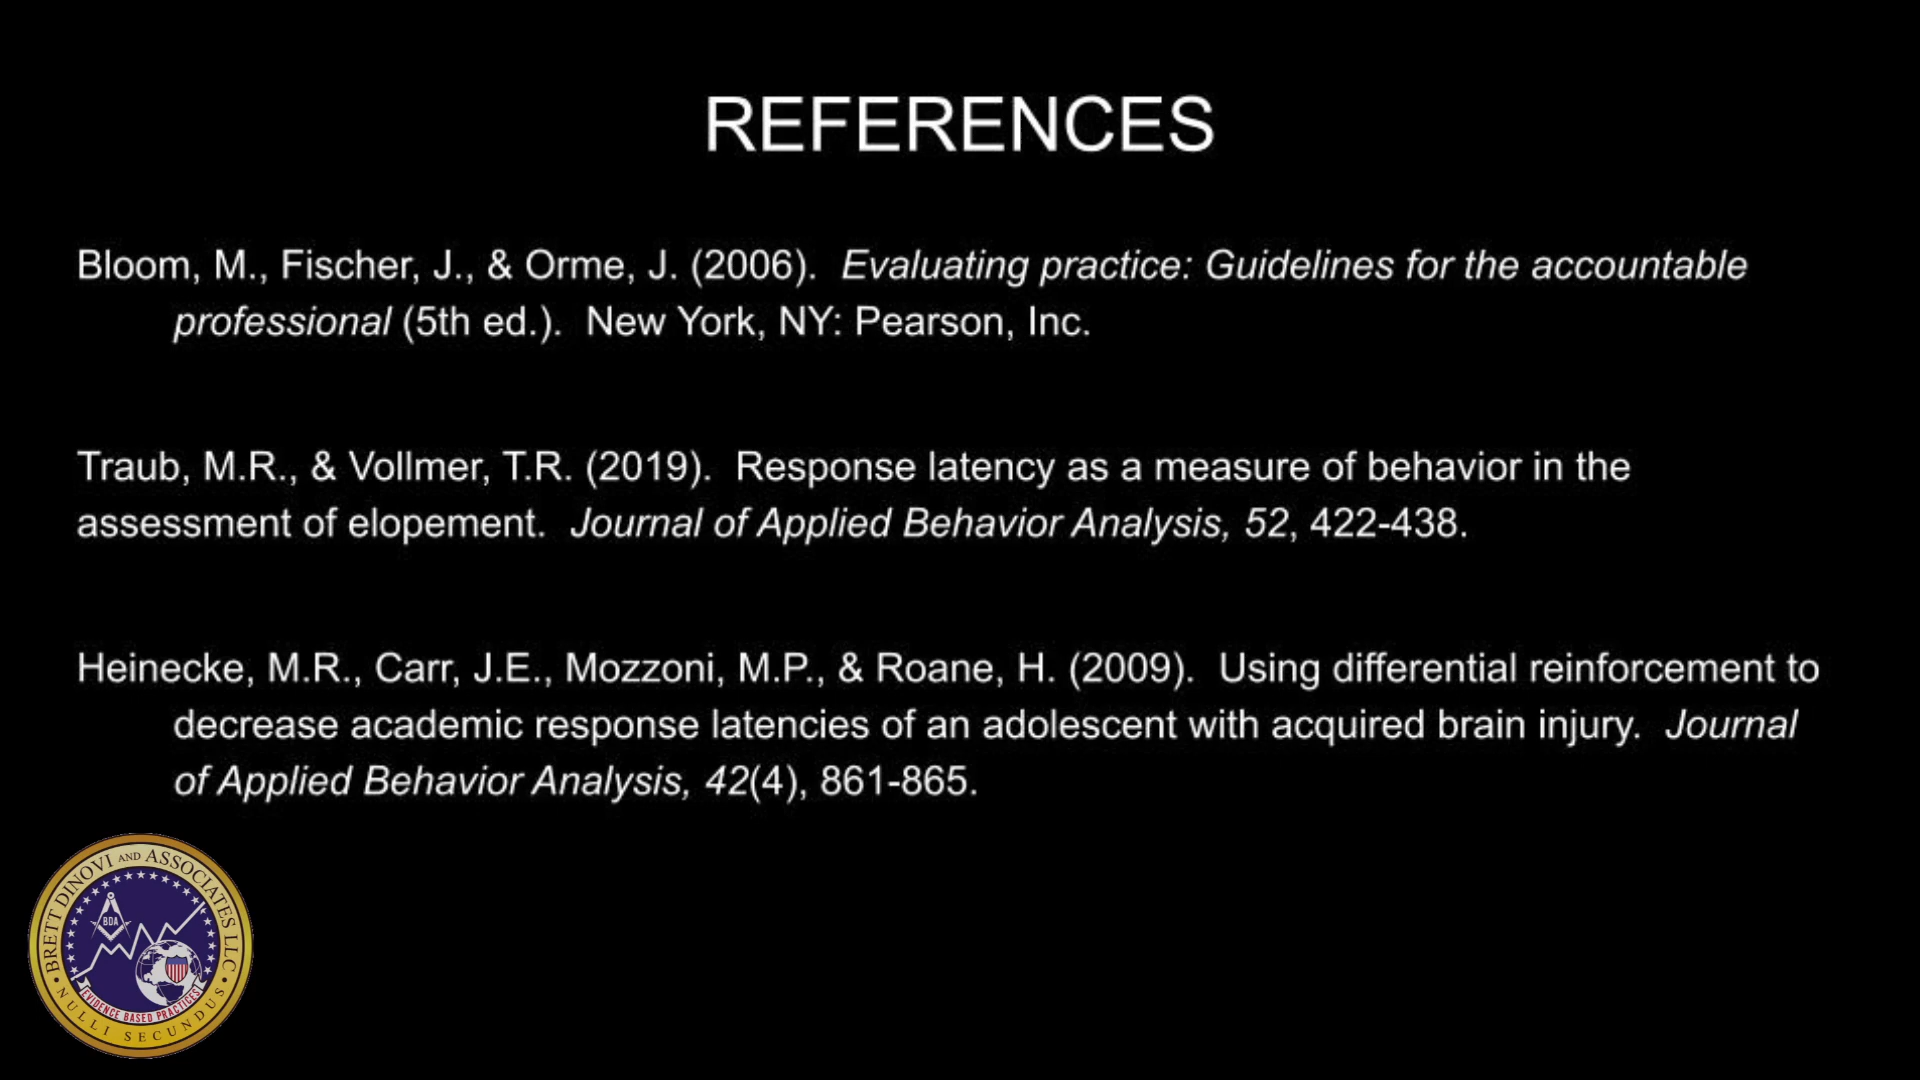 REFERENCES
Bloom, M., Fischer, J., & Orme, J. (2006).  Evaluating practice: Guidelines for the accountable
professional (5th ed.).  New York, NY: Pearson, Inc.
Traub, M.R., & Vollmer, T.R. (2019).  Response latency as a measure of behavior in the
assessment of elopement.  Journal of Applied Behavior Analysis, 52, 422-438.
Heinecke, M.R., Carr, J.E., Mozzoni, M.P., & Roane, H. (2009).  Using differential reinforcement to
decrease academic response latencies of an adolescent with acquired brain injury.  Journal
of Applied Behavior Analysis, 42(4), 861-865.
BRETT DINOVI AND ASSOCIATES LLC
BDA
EVIDENCE BASED PRACTICES
NULLI SECUNDUS